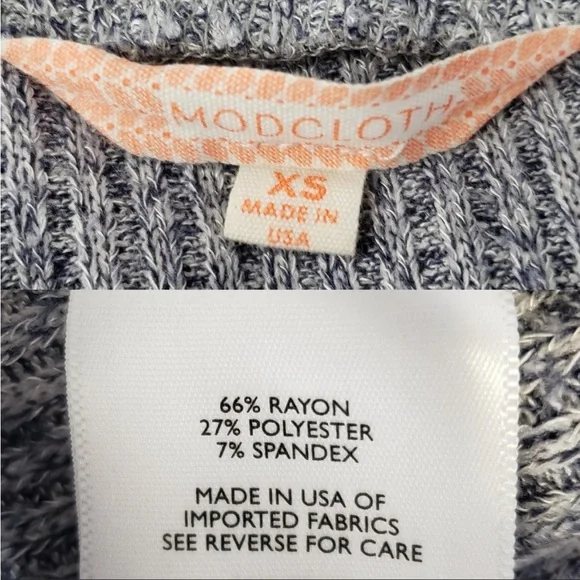 MODCLOTH
XS
MADE IN
USA
66% RAYON
27% POLYESTER
7% SPANDEX
MADE IN USA OF
IMPORTED FABRICS
SEE REVERSE FOR CARE